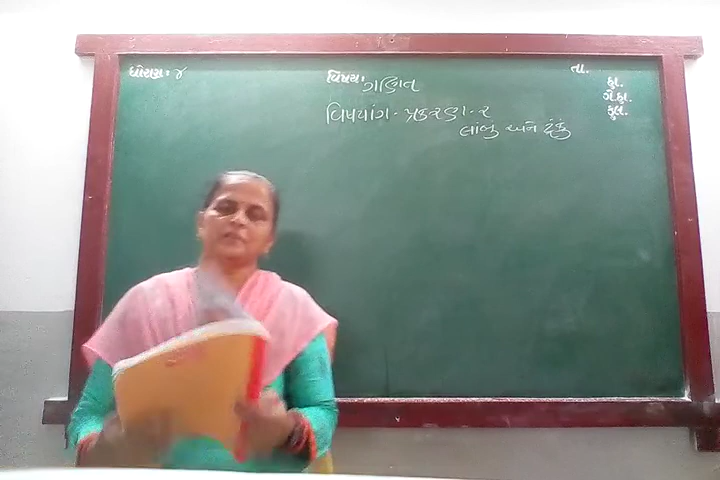 ધોરણ : ૪
વિષય : ગણિત
વિષયાંગ - પ્રકરણ - ૨
લાંબુ અને ટૂંકું
તા.
હા.
ગે.હા.
કુલ.